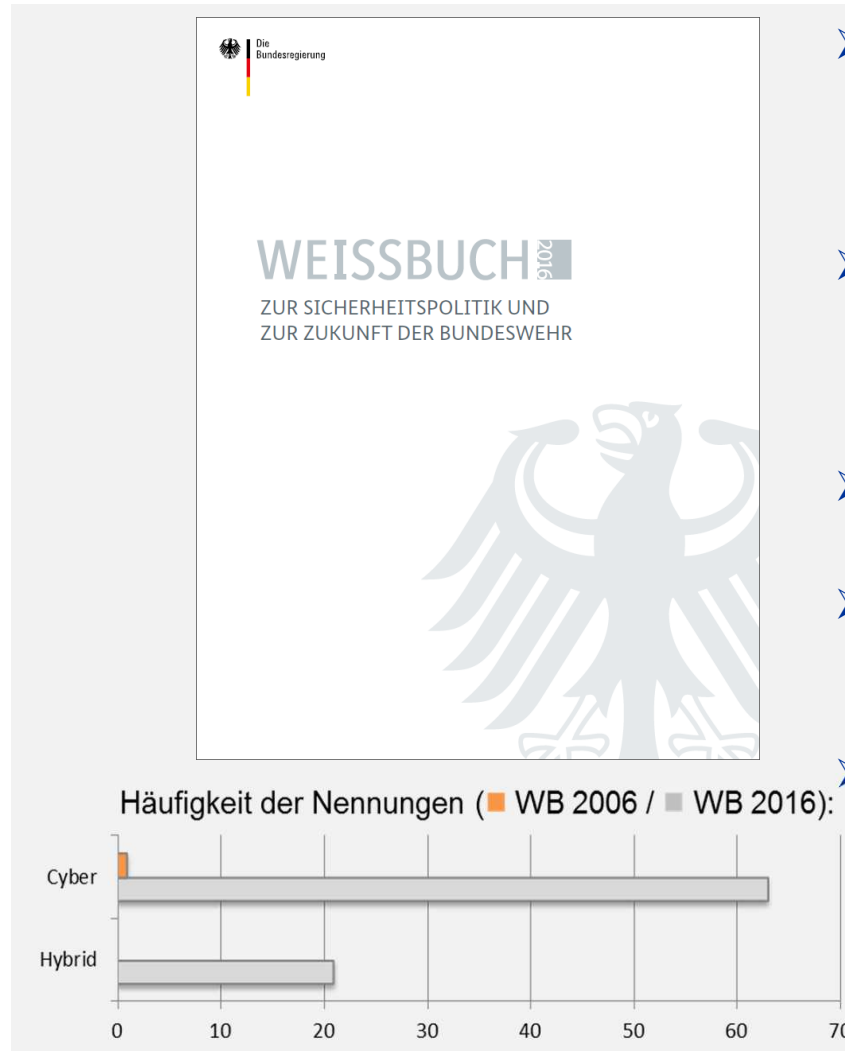 Die
Bundesregierung
WEISSBUCH 2016
ZUR SICHERHEITSPOLITIK UND
ZUR ZUKUNFT DER BUNDESWEHR
Häufigkeit der Nennungen (WB 2006 / WB 2016):
Cyber
Hybrid
0 10 20 30 40 50 60 70